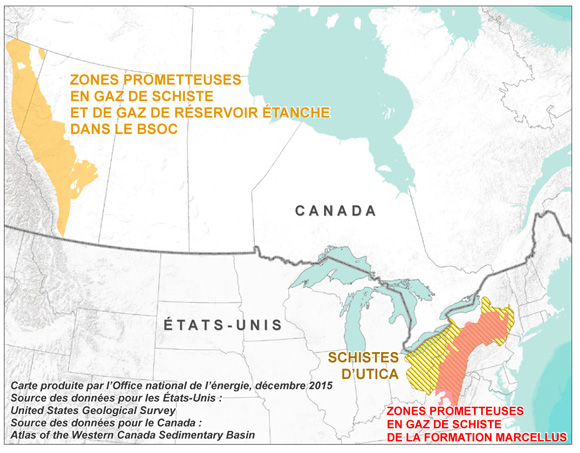 ZONES PROMETTEUSES
EN GAZ DE SCHISTE
ET DE GAZ DE RÉSERVOIR ÉTANCHE
DANS LE BSOC
CANADA
ÉTATS-UNIS
SCHISTES
D'UTICA
Carte produite par l'Office national de l'énergie, décembre 2015
Source des données pour les États-Unis :
United States Geological Survey
Source des données pour le Canada :
Atlas of the Western Canada Sedimentary Basin
ZONES PROMETTEUSES
EN GAZ DE SCHISTE
DE LA FORMATION MARCELLUS